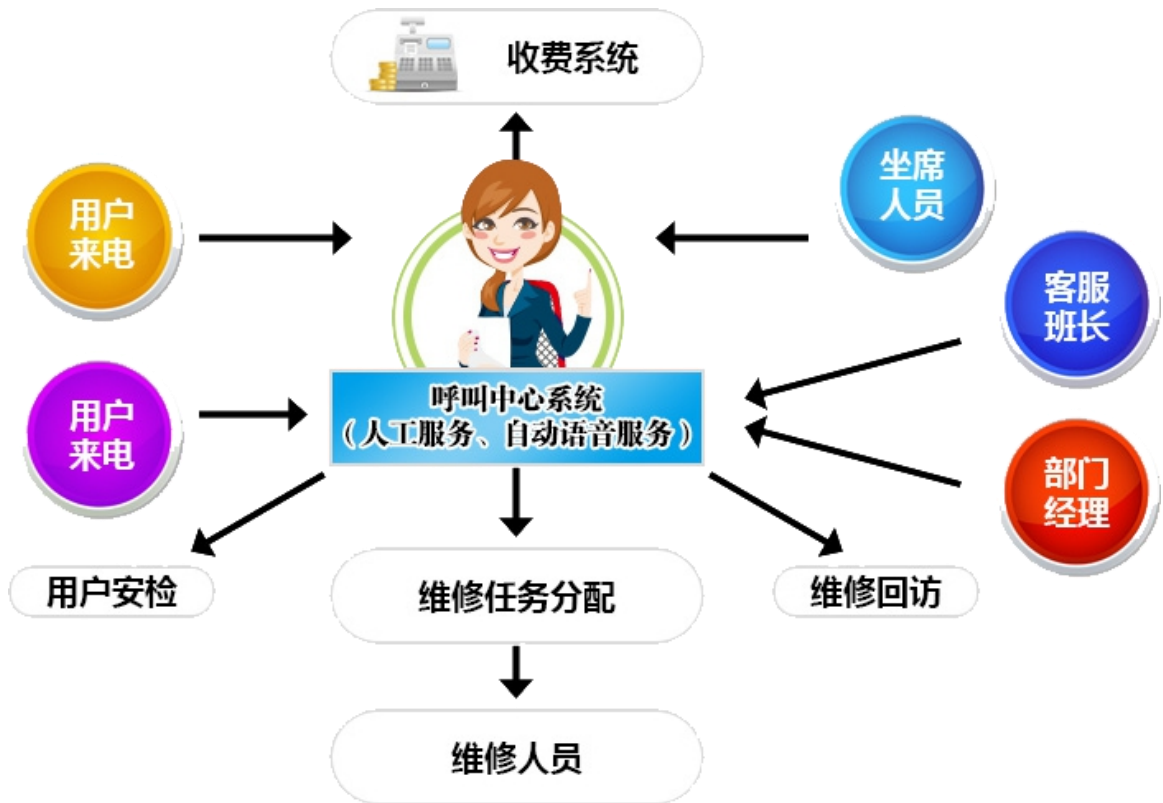 收费系统
用户
来电
坐席
人员
客服
班长
呼叫中心系统
（人工服务、自动语音服务）
用户
来电
部门
经理
用户安检
维修任务分配
维修回访
维修人员